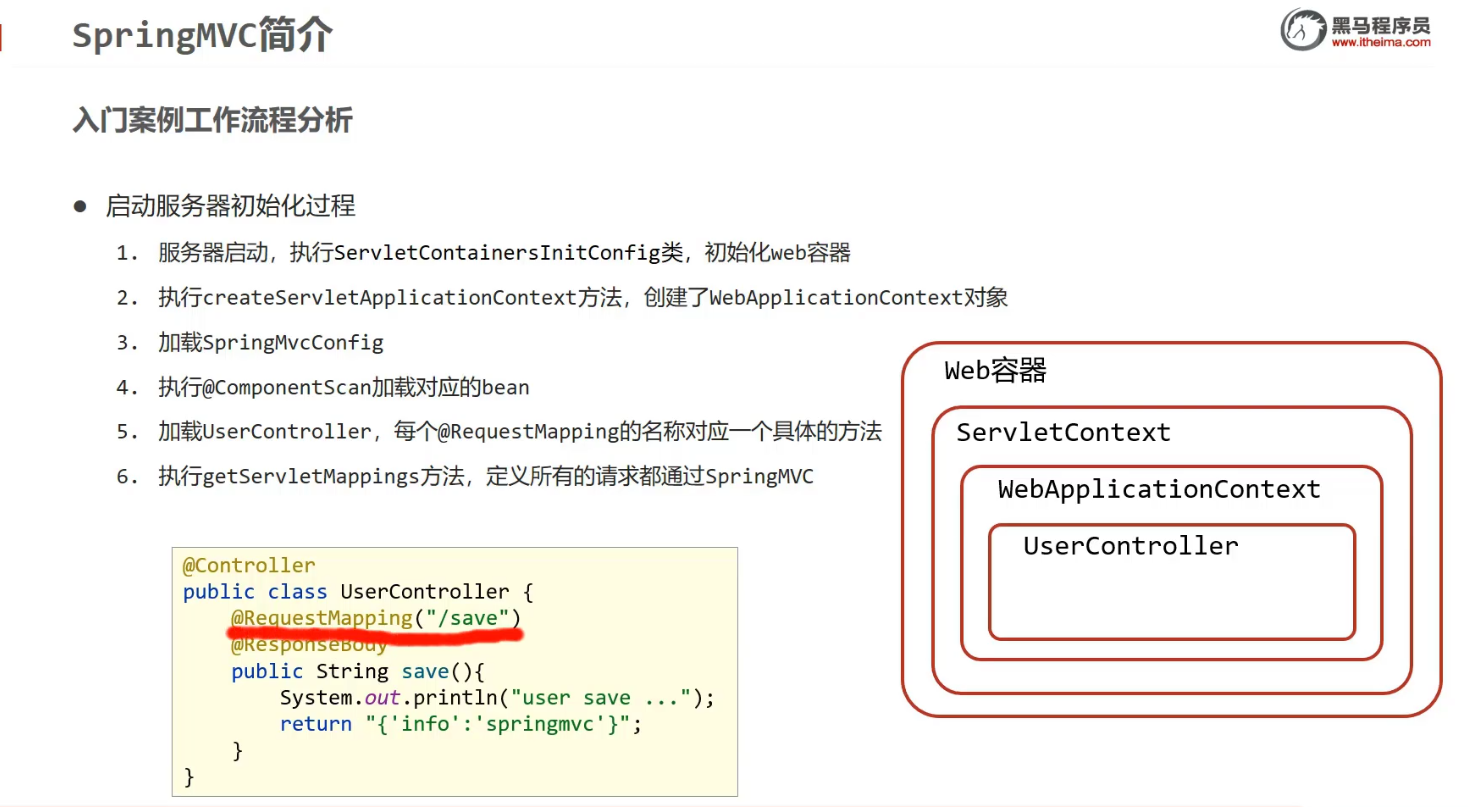 SpringMVC简介
黑马程序员
www.itheima.com
入门案例工作流程分析
● 启动服务器初始化过程
1. 服务器启动，执行ServletContainersInitConfig类，初始化web容器
2. 执行createServletApplicationContext方法，创建了WebApplicationContext对象
3. 加载SpringMvcConfig
4. 执行@ComponentScan加载对应的bean
5. 加载UserController，每个@RequestMapping的名称对应一个具体的方法
6. 执行getServletMappings方法，定义所有的请求都通过SpringMVC
@Controller
public class UserController {
    @RequestMapping("/save")
    @ResponseBody
    public String save(){
        System.out.println("user save ...");
        return "{'info':'springmvc'}";
    }
}
Web容器
ServletContext
WebApplicationContext
UserController